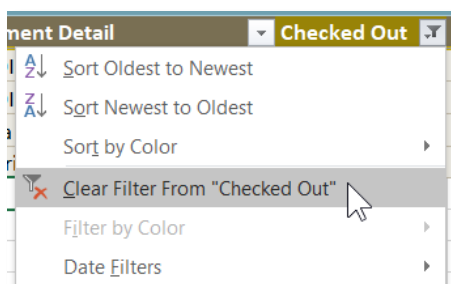 ment Detail Checked Out
Sort Oldest to Newest
Sort Newest to Oldest
Sort by Color
Clear Filter From "Checked Out"
Filter by Color
Date Filters